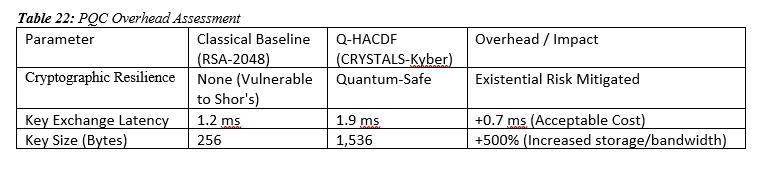 Table 22: PQC Overhead Assessment
Parameter Classical Baseline (RSA-2048) Q-HACDF (CRYSTALS-Kyber) Overhead / Impact
Cryptographic Resilience None (Vulnerable to Shor's) Quantum-Safe Existential Risk Mitigated
Key Exchange Latency 1.2 ms 1.9 ms +0.7 ms (Acceptable Cost)
Key Size (Bytes) 256 1,536 +500% (Increased storage/bandwidth)